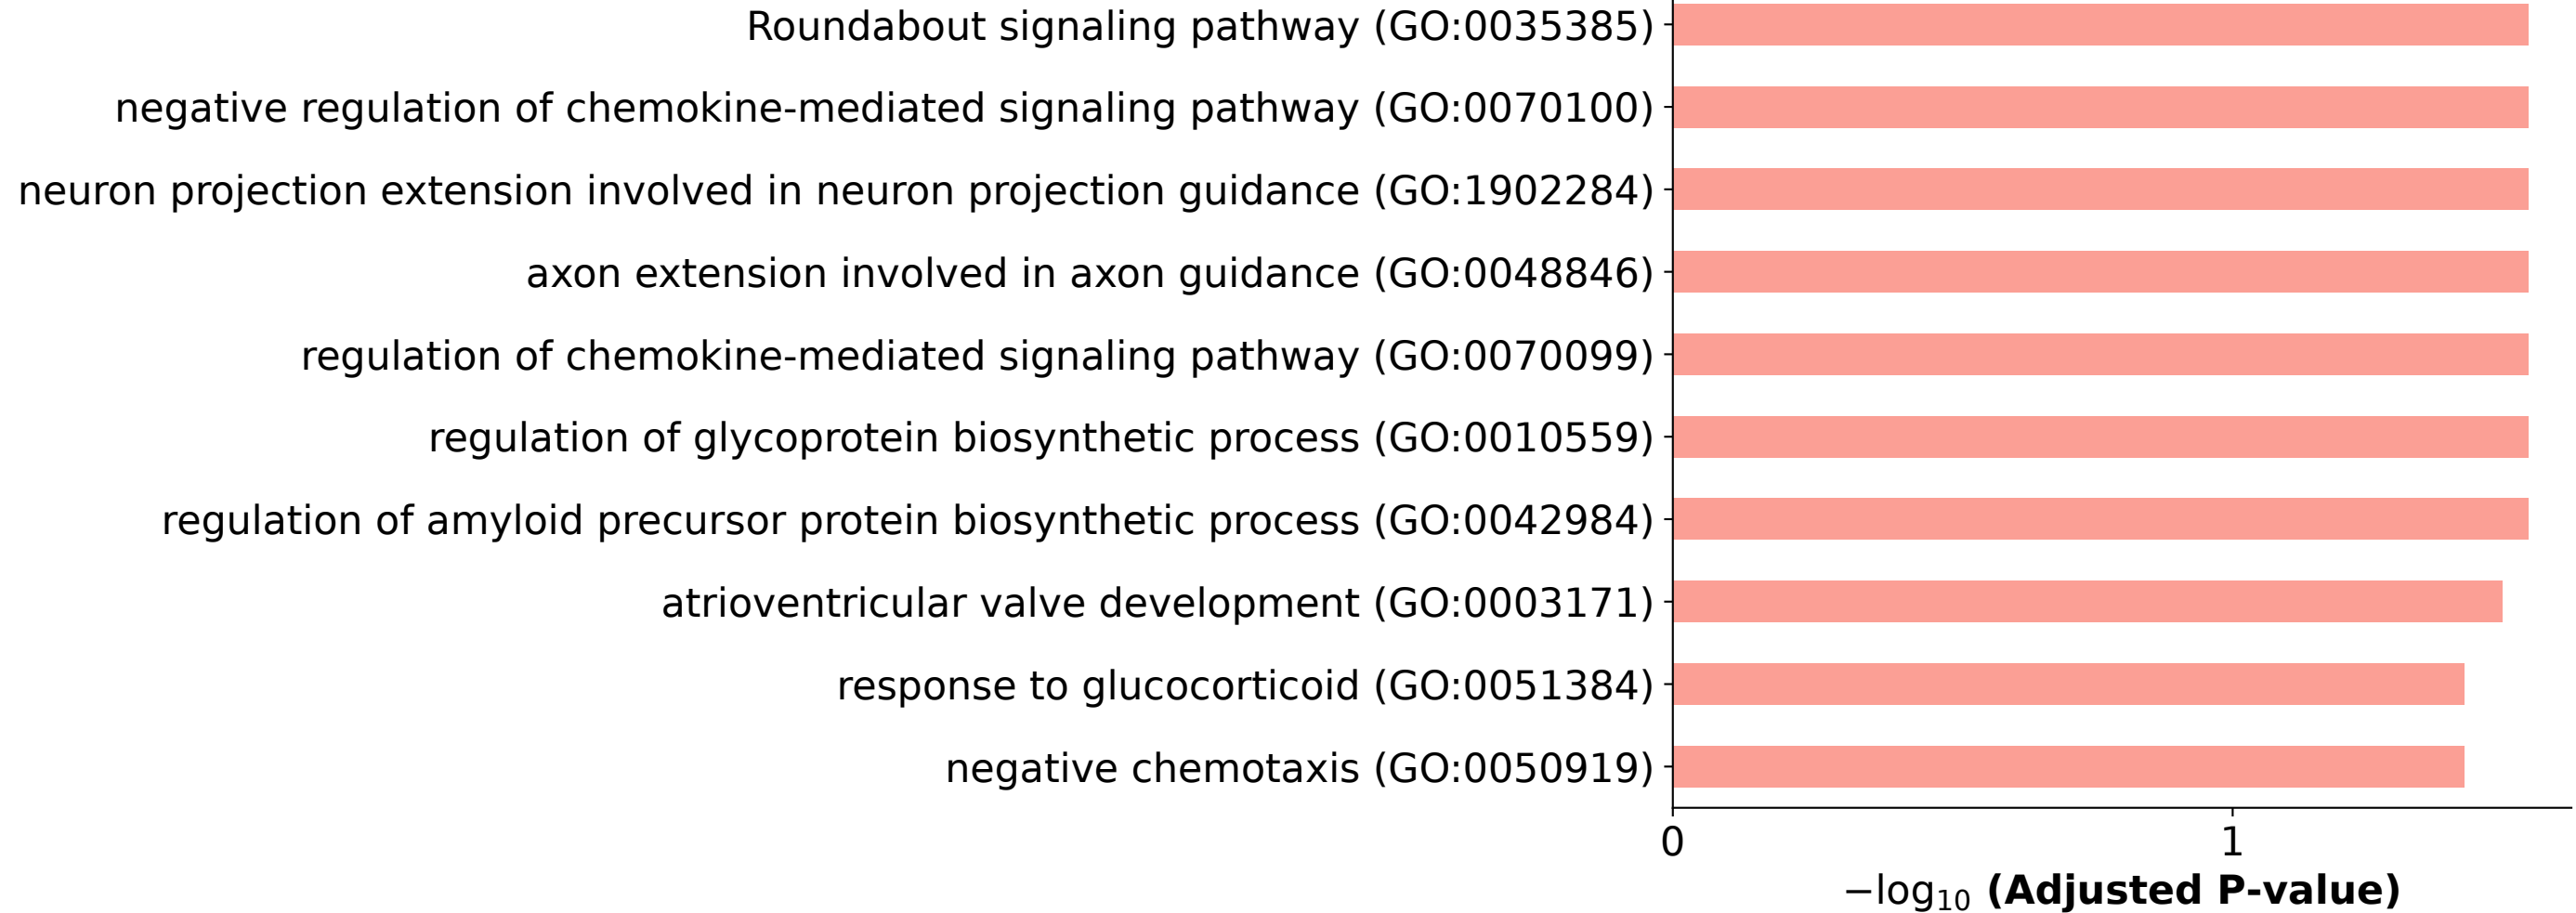 Roundabout signaling pathway (GO:0035385)
negative regulation of chemokine-mediated signaling pathway (GO:0070100)
neuron projection extension involved in neuron projection guidance (GO:1902284)
axon extension involved in axon guidance (GO:0048846)
regulation of chemokine-mediated signaling pathway (GO:0070099)
regulation of glycoprotein biosynthetic process (GO:0010559)
regulation of amyloid precursor protein biosynthetic process (GO:0042984)
atrioventricular valve development (GO:0003171)
response to glucocorticoid (GO:0051384)
negative chemotaxis (GO:0050919)
0 1
−log₁₀ (Adjusted P-value)